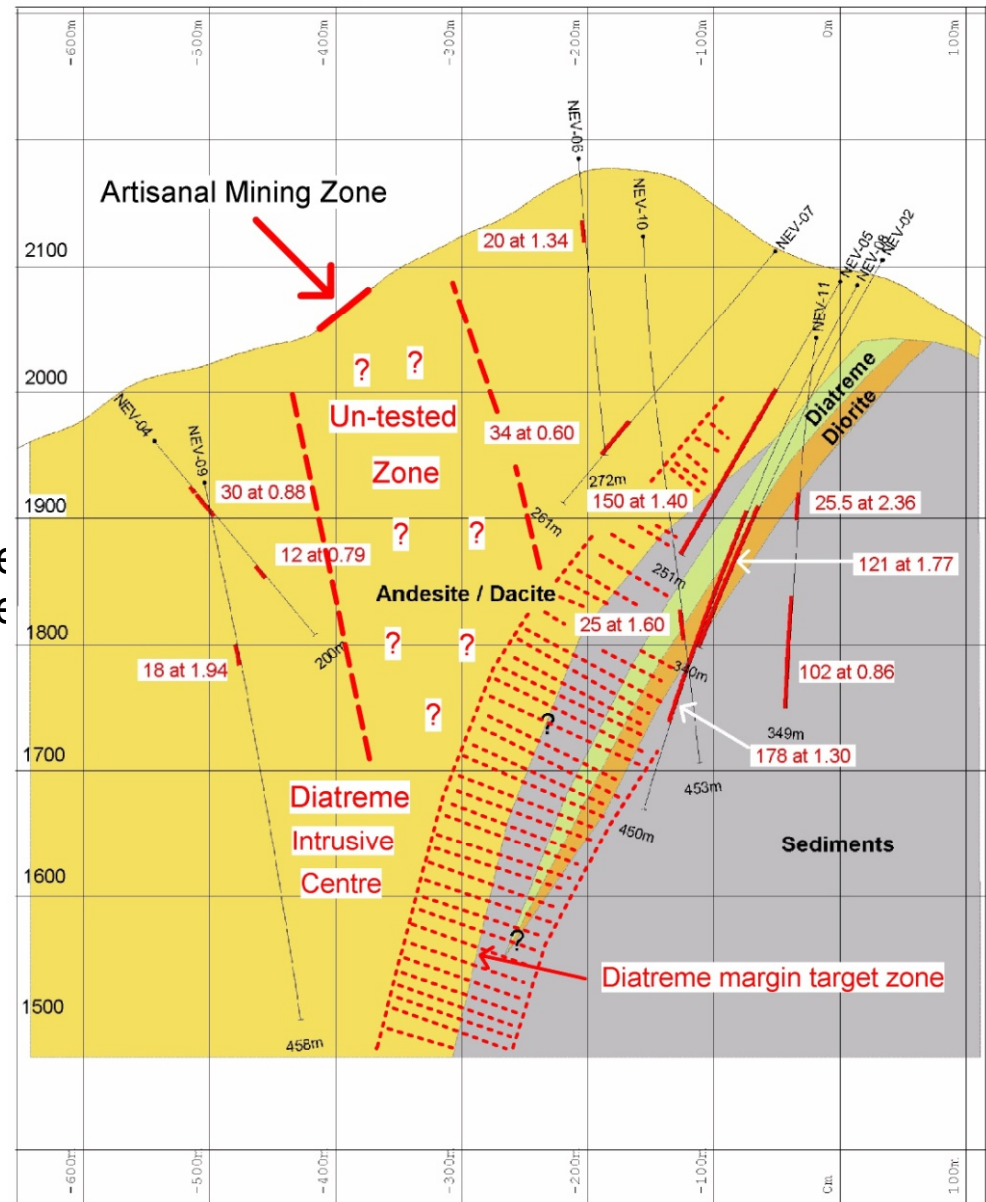 -600m
-500m
-400m
-300m
-200m
-100m
0m
100m
NEV-06
NEV-10
NEV-07
NEV-05
NEV-02
NEV-11
Artisanal Mining Zone
20 at 1.34
2100
2000
NEV-04
NEV-09
?
?
Un-tested
Zone
34 at 0.60
Diatreme
Diorite
272m
30 at 0.88
150 at 1.40
25.5 at 2.36
1900
261m
?
?
12 at 0.79
121 at 1.77
251m
Andesite / Dacite
25 at 1.60
1800
200m
?
?
340m
18 at 1.94
102 at 0.86
?
?
349m
1700
178 at 1.30
453m
Diatreme
Intrusive
Centre
450m
Sediments
1600
?
Diatreme margin target zone
1500
458m
-600m
-500m
-400m
-300m
-200m
-100m
Cm
100m